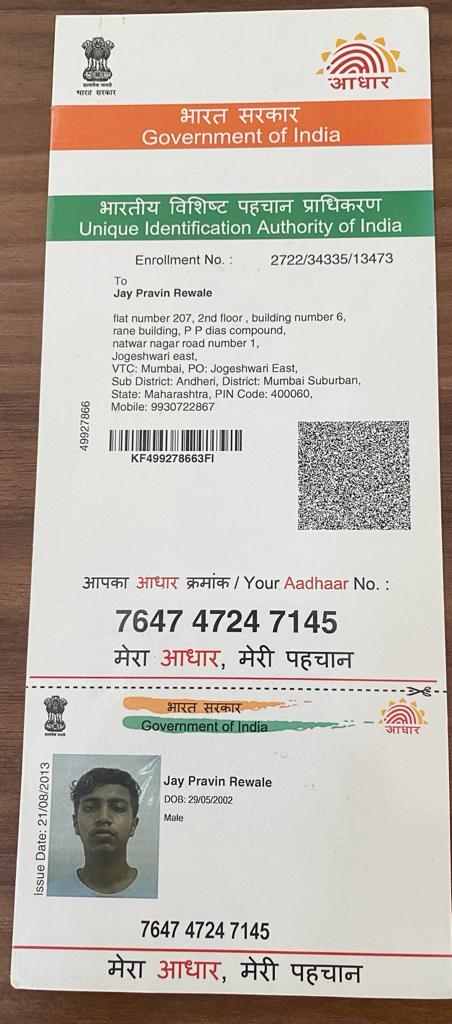 सत्यमेव जयते
भारत सरकार
आधार
भारत सरकार
Government of India
भारतीय विशिष्ट पहचान प्राधिकरण
Unique Identification Authority of India
Enrollment No. : 2722/34335/13473
To
Jay Pravin Rewale
flat number 207, 2nd floor , building number 6,
rane building, P P dias compound,
natwar nagar road number 1,
Jogeshwari east,
VTC: Mumbai, PO: Jogeshwari East,
Sub District: Andheri, District: Mumbai Suburban,
State: Maharashtra, PIN Code: 400060,
Mobile: 9930722867
49927866
KF499278663FI
आपका आधार क्रमांक / Your Aadhaar No. :
7647 4724 7145
मेरा आधार, मेरी पहचान
भारत सरकार
Government of India
सत्यमेव जयते
आधार
Issue Date: 21/08/2013
Jay Pravin Rewale
DOB: 29/05/2002
Male
7647 4724 7145
मेरा आधार, मेरी पहचान